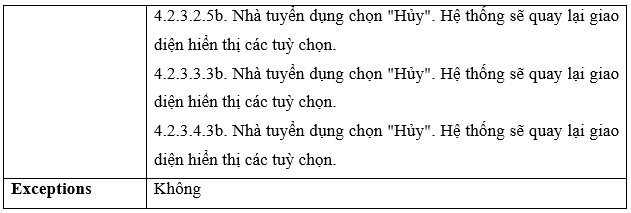 4.2.3.2.5b. Nhà tuyển dụng chọn "Hủy". Hệ thống sẽ quay lại giao
diện hiển thị các tuỳ chọn.
4.2.3.3.3b. Nhà tuyển dụng chọn "Hủy". Hệ thống sẽ quay lại giao
diện hiển thị các tuỳ chọn.
4.2.3.4.3b. Nhà tuyển dụng chọn "Hủy". Hệ thống sẽ quay lại giao
diện hiển thị các tuỳ chọn.
Exceptions Không